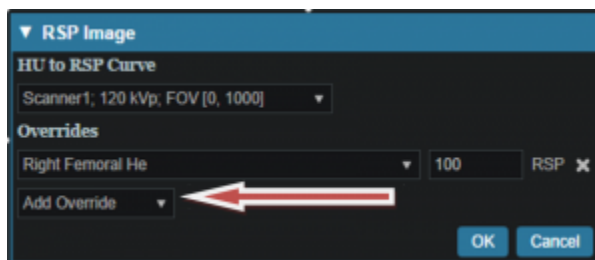 ▼ RSP Image
HU to RSP Curve
Scanner1; 120 kVp; FOV [0, 1000]
Overrides
Right Femoral He 100 RSP
Add Override
OK Cancel